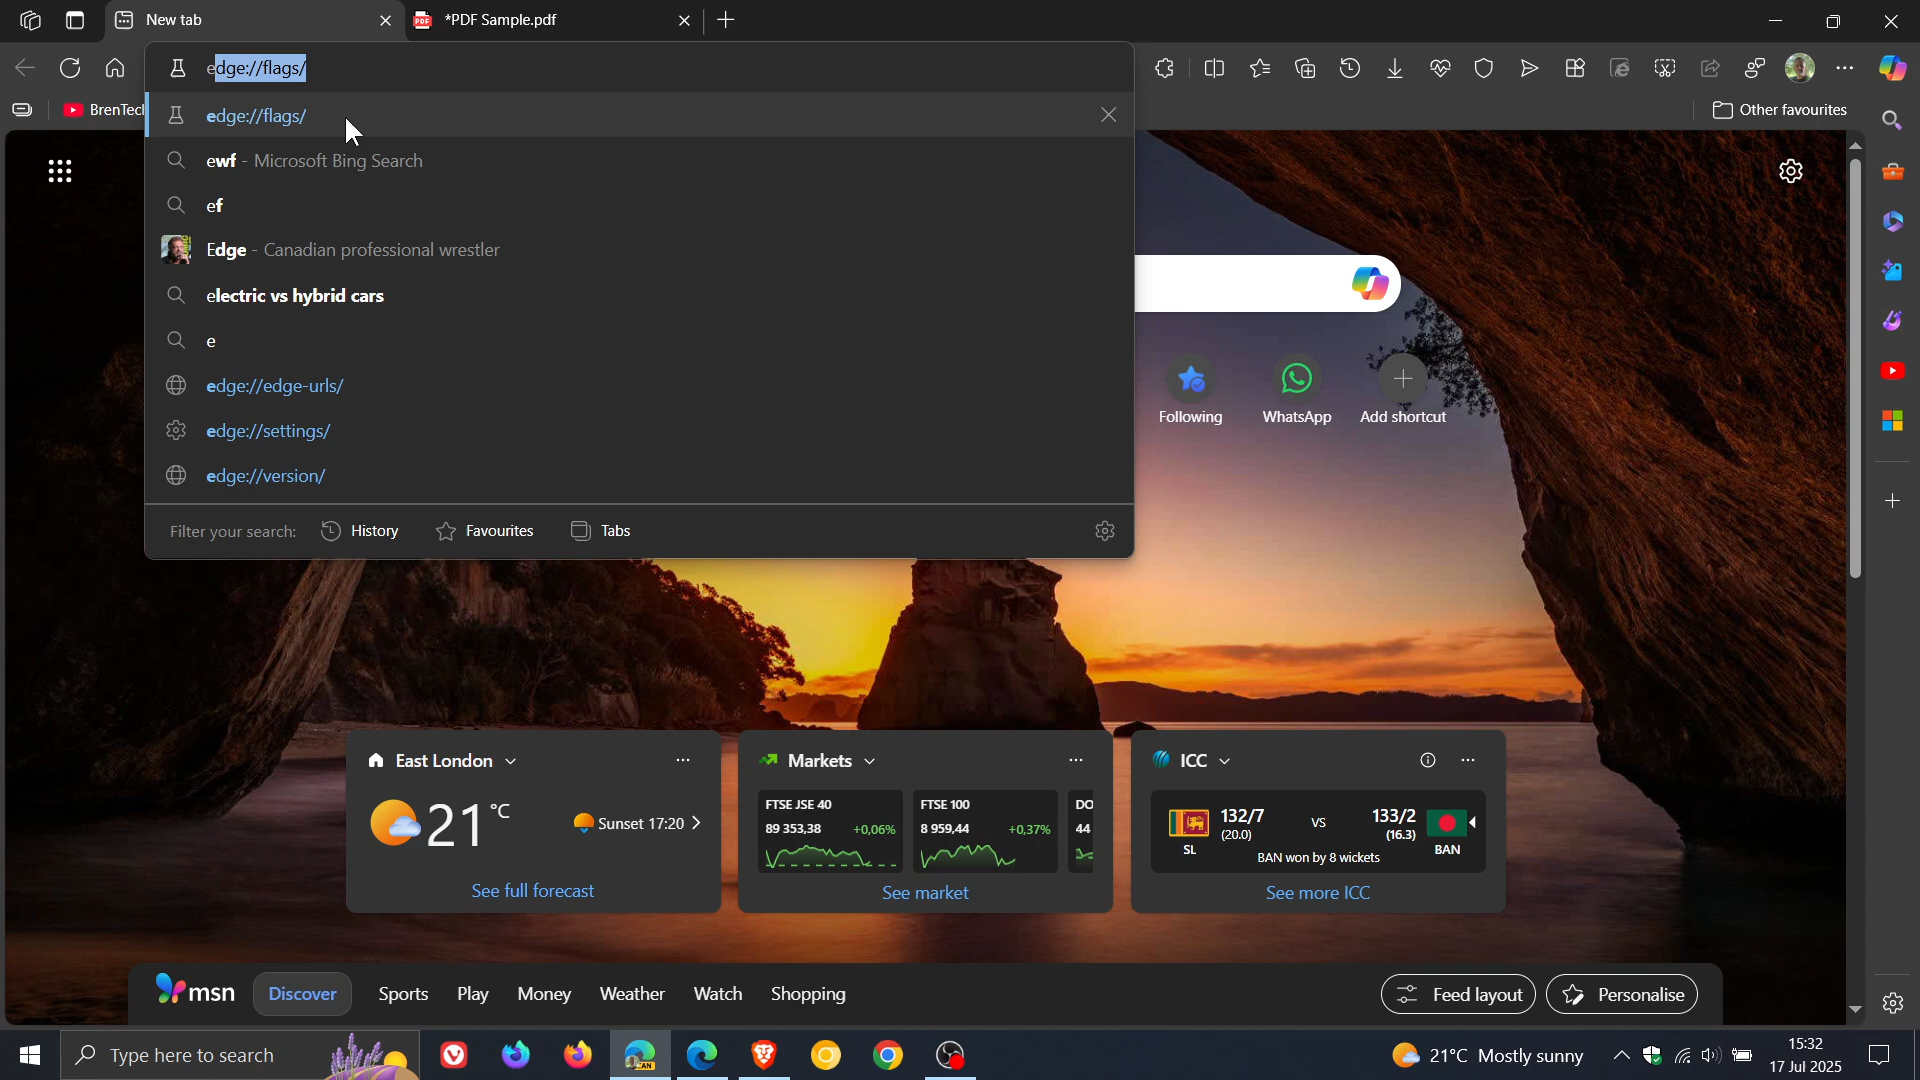 New tab
*PDF Sample.pdf
edge://flags/
BrenTech
Other favourites
edge://flags/
ewf - Microsoft Bing Search
ef
Edge - Canadian professional wrestler
electric vs hybrid cars
e
edge://edge-urls/
edge://settings/
edge://version/
Filter your search: History Favourites Tabs
Following
WhatsApp
Add shortcut
East London
21 °C
Sunset 17:20
See full forecast
Markets
FTSE JSE 40
89 353,38 +0,06%
FTSE 100
8 959,44 +0,37%
DO
44
See market
ICC
132/7
(20.0)
SL
vs
133/2
(16.3)
BAN
BAN won by 8 wickets
See more ICC
msn
Discover
Sports
Play
Money
Weather
Watch
Shopping
Feed layout
Personalise
Type here to search
CAN
21°C Mostly sunny
15:32
17 Jul 2025